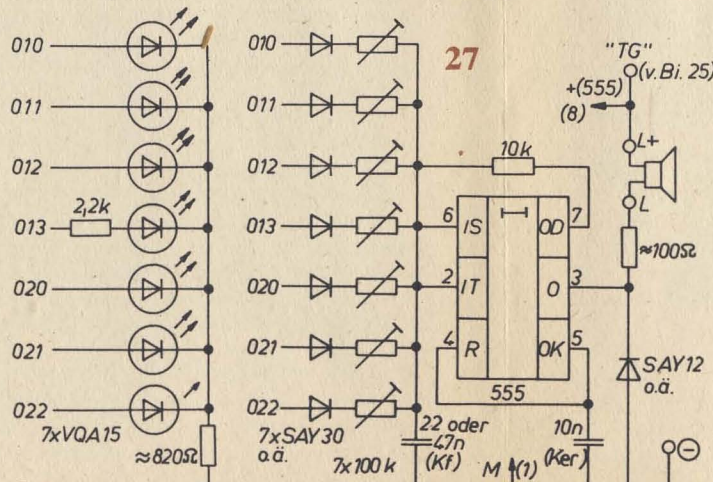 010
011
012
2,2k
013
020
021
022
7xVQA15
≈820Ω
010
011
012
013
020
021
022
7xSAY30
o.ä.
7x100k
22 oder
47n
(Kf)
27
10k
6 IS OD 7
2 IT O 3
4 R OK 5
555
10n
(Ker)
M (1)
"TG"
(v.Bi.25)
+(555)
(8)
L+
L
≈100Ω
SAY12
o.ä.